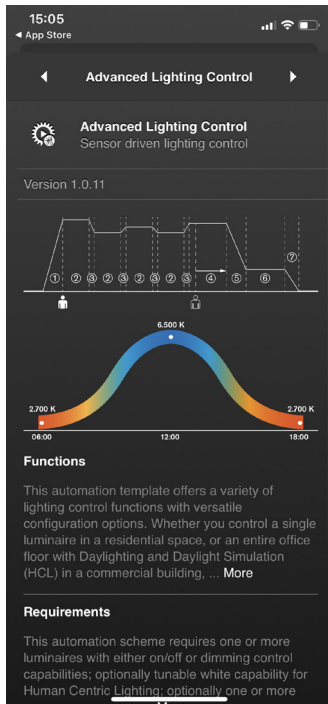 15:05
◀ App Store
Advanced Lighting Control
Advanced Lighting Control
Sensor driven lighting control
Version 1.0.11
① ② ③ ② ③ ② ③ ② ③ ④ ⑤ ⑥ ⑦
6.500 K
2.700 K 2.700 K
06:00 12:00 18:00
Functions
This automation template offers a variety of
lighting control functions with versatile
configuration options. Whether you control a single
luminaire in a residential space, or an entire office
floor with Daylighting and Daylight Simulation
(HCL) in a commercial building, ... More
Requirements
This automation scheme requires one or more
luminaires with either on/off or dimming control
capabilities; optionally tunable white capability for
Human Centric Lighting; optionally one or more